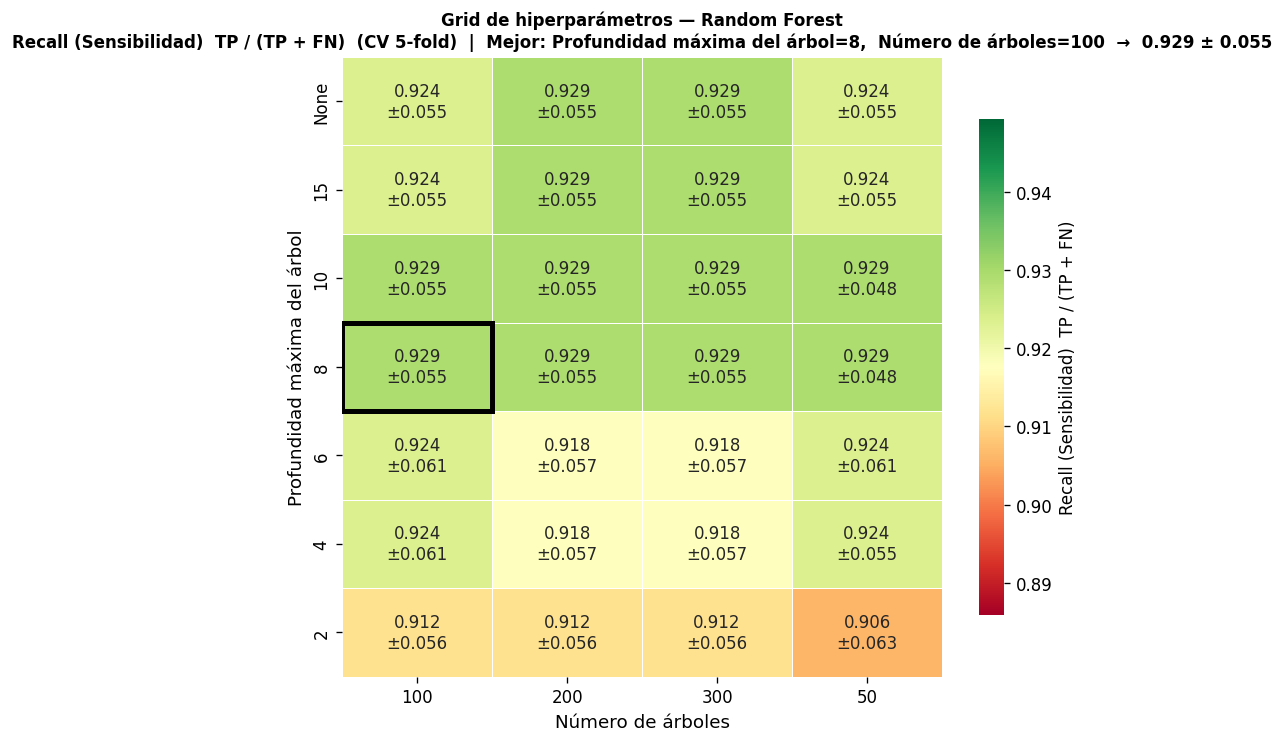 Grid de hiperparámetros — Random Forest
Recall (Sensibilidad)  TP / (TP + FN)  (CV 5-fold)  |  Mejor: Profundidad máxima del árbol=8,  Número de árboles=100  →  0.929 ± 0.055
Profundidad máxima del árbol
None
0.924 0.929 0.929 0.924
±0.055 ±0.055 ±0.055 ±0.055
15
0.924 0.929 0.929 0.924
±0.055 ±0.055 ±0.055 ±0.055
10
0.929 0.929 0.929 0.929
±0.055 ±0.055 ±0.055 ±0.048
8
0.929 0.929 0.929 0.929
±0.055 ±0.055 ±0.055 ±0.048
6
0.924 0.918 0.918 0.924
±0.061 ±0.057 ±0.057 ±0.061
4
0.924 0.918 0.918 0.924
±0.061 ±0.057 ±0.057 ±0.055
2
0.912 0.912 0.912 0.906
±0.056 ±0.056 ±0.056 ±0.063
100 200 300 50
Número de árboles
0.94
0.93
0.92
0.91
0.90
0.89
Recall (Sensibilidad)  TP / (TP + FN)